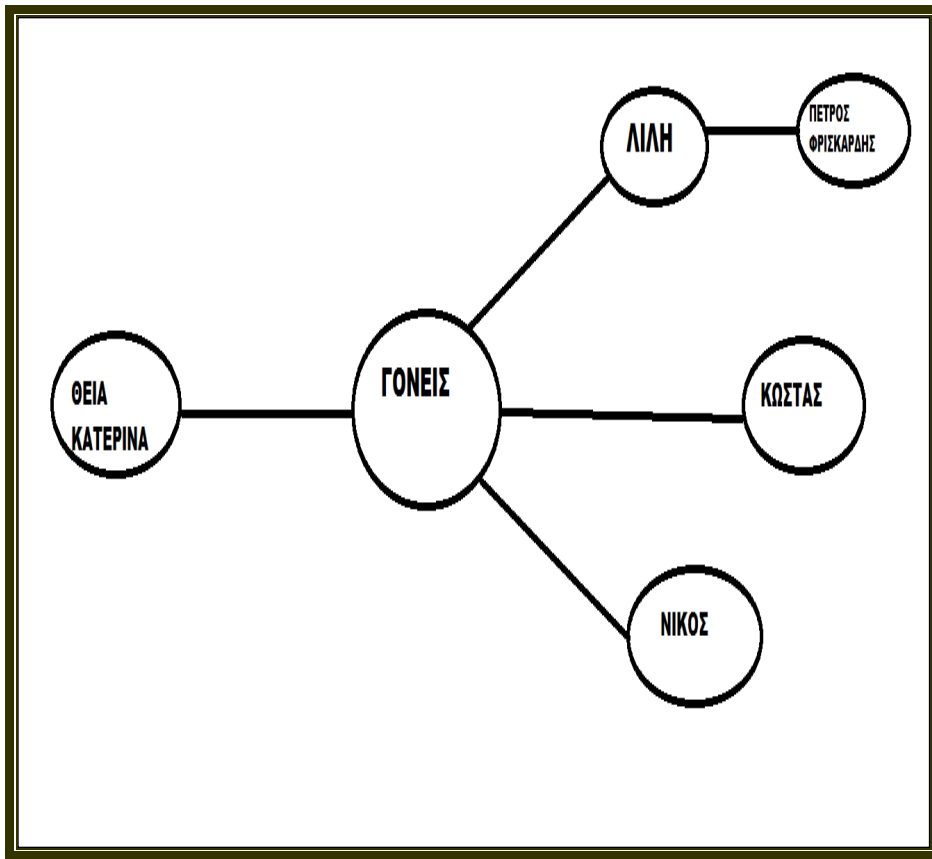 ΛΙΛΗ
ΠΕΤΡΟΣ
ΦΡΙΣΚΑΡΔΗΣ
ΘΕΙΑ
ΚΑΤΕΡΙΝΑ
ΓΟΝΕΙΣ
ΚΩΣΤΑΣ
ΝΙΚΟΣ